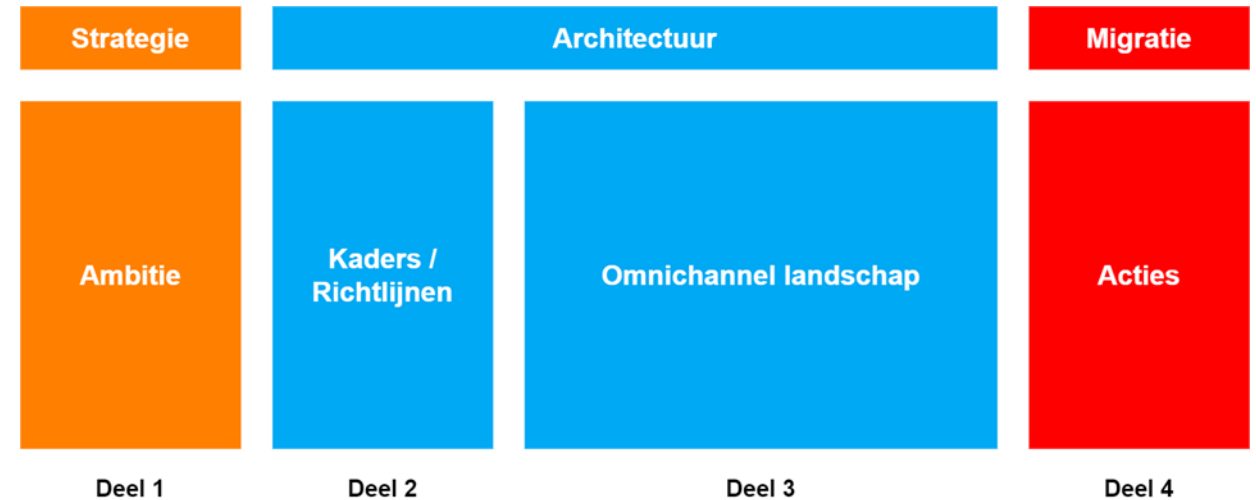 Strategie
Architectuur
Migratie
Ambitie
Kaders /
Richtlijnen
Omnichannel landschap
Acties
Deel 1
Deel 2
Deel 3
Deel 4